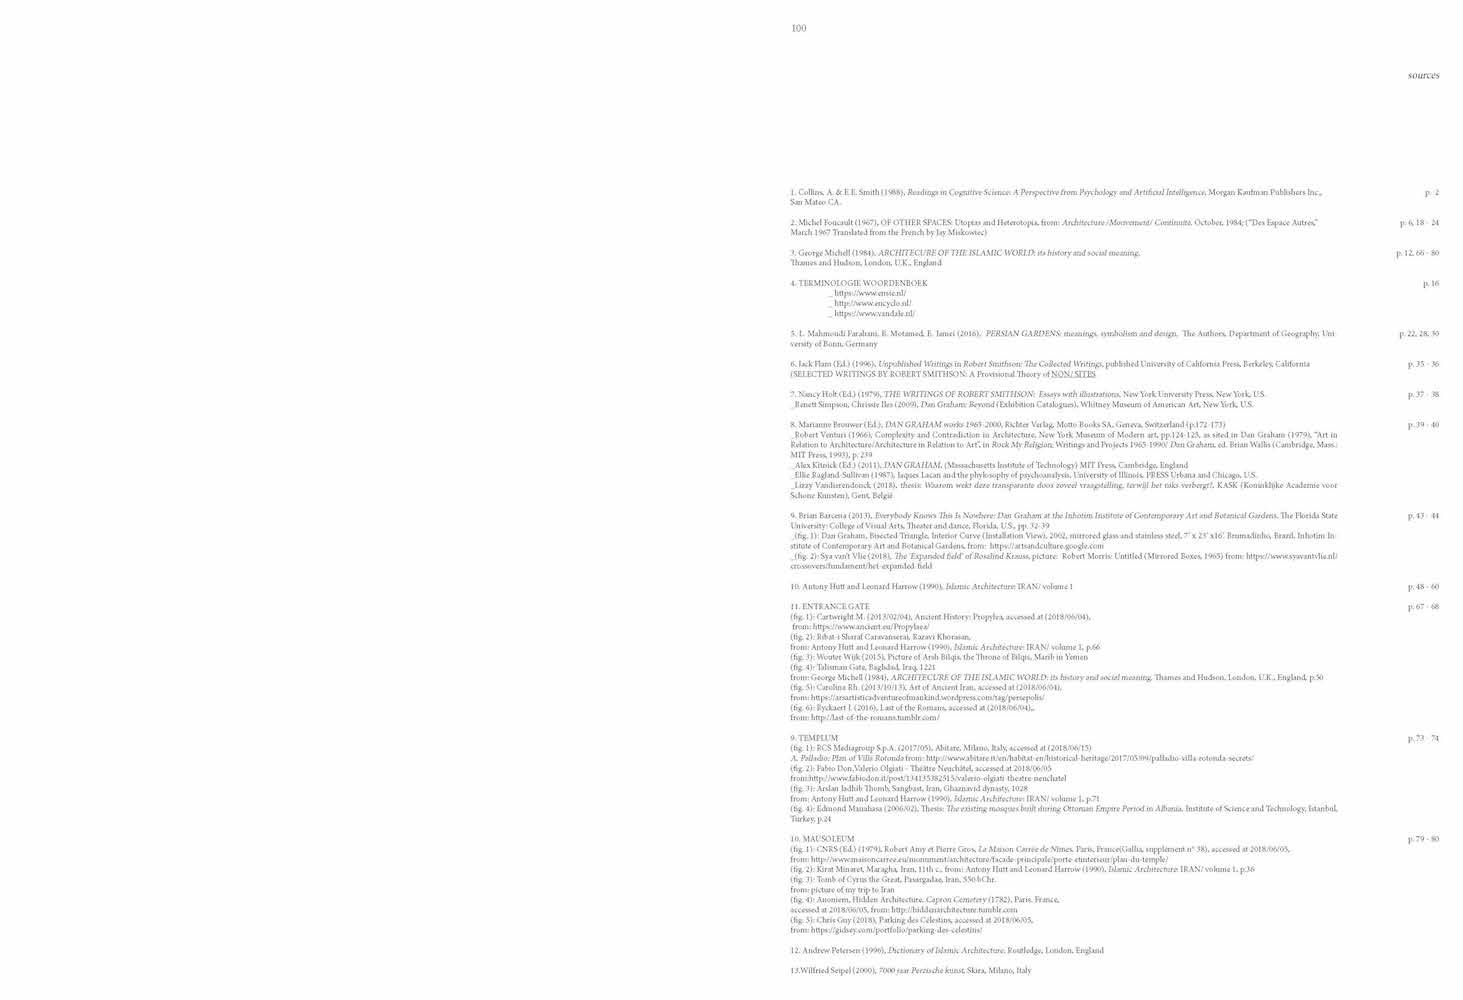 100
sources
1. Collins, A. & E.E. Smith (1988), Readings in Cognitive Science: A Perspective from Psychology and Artificial Intelligence, Morgan Kaufman Publishers Inc., p. 2
San Mateo CA.
2. Michel Foucault (1967), OF OTHER SPACES: Utopias and Heterotopia, from: Architecture /Mouvement/ Continuité. October, 1984; ("Des Espace Autres," p. 6, 18 - 24
March 1967 Translated from the French by Jay Miskowiec)
3. George Michell (1984), ARCHITECURE OF THE ISLAMIC WORLD: its history and social meaning, p. 12, 66 - 80
Thames and Hudson, London, U.K., England
4. TERMINOLOGIE WOORDENBOEK p. 16
_ https://www.ensie.nl/
_ http://www.encyclo.nl/
_ https://www.vandale.nl/
5. L. Mahmoudi Farahani, B. Motamed, E. Jamei (2016), PERSIAN GARDENS: meanings, symbolism and design, The Authors, Department of Geography, Uni- p. 22, 28, 30
versity of Bonn, Germany
6. Jack Flam (Ed.) (1996), Unpublished Writings in Robert Smithson: The Collected Writings, published University of California Press, Berkeley, California p. 35 - 36
(SELECTED WRITINGS BY ROBERT SMITHSON: A Provisional Theory of NON/ SITES
7. Nancy Holt (Ed.) (1979), THE WRITINGS OF ROBERT SMITHSON: Essays with illustrations, New York University Press, New York, U.S. p. 37 - 38
_Benett Simpson, Chrissie Iles (2009), Dan Graham: Beyond (Exhibition Catalogues), Whitney Museum of American Art, New York, U.S.
8. Marianne Brouwer (Ed.), DAN GRAHAM works 1965-2000, Richter Verlag, Motto Books SA, Geneva, Switzerland (p.172-173) p. 39 - 40
_Robert Venturi (1966), Complexity and Contradiction in Architecture, New York Museum of Modern art, pp.124-125, as sited in Dan Graham (1979), "Art in
Relation to Architecture/Architecture in Relation to Art", in Rock My Religion; Writings and Projects 1965-1990/ Dan Graham, ed. Brian Wallis (Cambridge, Mass.:
MIT Press, 1993), p. 239
_Alex Kitnick (Ed.) (2011), DAN GRAHAM, (Massachusetts Institute of Technology) MIT Press, Cambridge, England
_Ellie Ragland-Sullivan (1987), Jaques Lacan and the phylosophy of psychoanalysis, University of Illinois, PRESS Urbana and Chicago, U.S.
_Lizzy Vandierendonck (2018), thesis: Waarom wekt deze transparante doos zoveel vraagstelling, terwijl het niks verbergt?, KASK (Koninklijke Academie voor
Schone Kunsten), Gent, België
9. Brian Barcena (2013), Everybody Knows This Is Nowhere: Dan Graham at the Inhotim Institute of Contemporary Art and Botanical Gardens, The Florida State p. 43 - 44
University: College of Visual Arts, Theater and dance, Florida, U.S., pp. 32-39
_(fig. 1): Dan Graham, Bisected Triangle, Interior Curve (Installation View), 2002, mirrored glass and stainless steel, 7' x 23' x16'. Brumadinho, Brazil. Inhotim In-
stitute of Contemporary Art and Botanical Gardens, from: https://artsandculture.google.com
_(fig. 2): Sya van't Vlie (2018), The 'Expanded field' of Rosalind Krauss, picture: Robert Morris: Untitled (Mirrored Boxes, 1965) from: https://www.syavantvlie.nl/
crossovers/fundament/het-expanded-field
10. Antony Hutt and Leonard Harrow (1990), Islamic Architecture: IRAN/ volume 1 p. 48 - 60
11. ENTRANCE GATE p. 67 - 68
(fig. 1): Cartwright M. (2013/02/04), Ancient History: Propylea, accessed at (2018/06/04),
from: https://www.ancient.eu/Propylaea/
(fig. 2): Ribat-i Sharaf Caravanserai, Razavi Khorasan,
from: Antony Hutt and Leonard Harrow (1990), Islamic Architecture: IRAN/ volume 1, p.66
(fig. 3): Wouter Wijk (2015), Picture of Arsh Bilqis, the Throne of Bilqis, Marib in Yemen
(fig. 4): Talisman Gate, Baghdad, Iraq, 1221
from: George Michell (1984), ARCHITECURE OF THE ISLAMIC WORLD: its history and social meaning, Thames and Hudson, London, U.K., England, p.50
(fig. 5): Carolina Rh. (2013/10/13), Art of Ancient Iran, accessed at (2018/06/04),
from: https://arsartisticadventureofmankind.wordpress.com/tag/persepolis/
(fig. 6): Ryckaert J. (2016), Last of the Romans, accessed at (2018/06/04),,
from: http://last-of-the-romans.tumblr.com/
9. TEMPLUM p. 73 - 74
(fig. 1): RCS Mediagroup S.p.A. (2017/05), Abitare, Milano, Italy, accessed at (2018/06/15)
A. Palladio: Plan of Villa Rotonda from: http://www.abitare.it/en/habitat-en/historical-heritage/2017/05/09/palladio-villa-rotonda-secrets/
(fig. 2): Fabio Don,Valerio Olgiati - Théâtre Neuchâtel, accessed at 2018/06/05
from:http://www.fabiodon.it/post/134135382515/valerio-olgiati-theatre-neuchatel
(fig. 3): Arslan Jadhib Thomb, Sangbast, Iran, Ghaznavid dynasty, 1028
from: Antony Hutt and Leonard Harrow (1990), Islamic Architecture: IRAN/ volume 1, p.71
(fig. 4): Edmond Manahasa (2006/02), Thesis: The existing mosques built during Ottoman Empire Period in Albania, Institute of Science and Technology, Istanbul,
Turkey, p.24
10. MAUSOLEUM p. 79 - 80
(fig. 1): CNRS (Ed.) (1979), Robert Amy et Pierre Gros, La Maison Carrée de Nîmes, Paris, France(Gallia, supplément n° 38), accessed at 2018/06/05,
from: http://www.maisoncarree.eu/monument/architecture/facade-principale/porte-etinterieur/plan-du-temple/
(fig. 2): Kirat Minaret, Maragha, Iran, 11th c., from: Antony Hutt and Leonard Harrow (1990), Islamic Architecture: IRAN/ volume 1, p.36
(fig. 3): Tomb of Cyrus the Great, Pasargadae, Iran, 550 bChr.
from: picture of my trip to Iran
(fig. 4): Anoniem, Hidden Architecture, Capron Cemetery (1782), Paris, France,
accessed at 2018/06/05, from: http://hiddenarchitecture.tumblr.com
(fig. 5): Chris Guy (2018), Parking des Célestins, accessed at 2018/06/05,
from: https://gidsey.com/portfolio/parking-des-celestins/
12. Andrew Petersen (1996), Dictionary of Islamic Architecture, Routledge, London, England
13.Wilfried Seipel (2000), 7000 jaar Perzische kunst, Skira, Milano, Italy